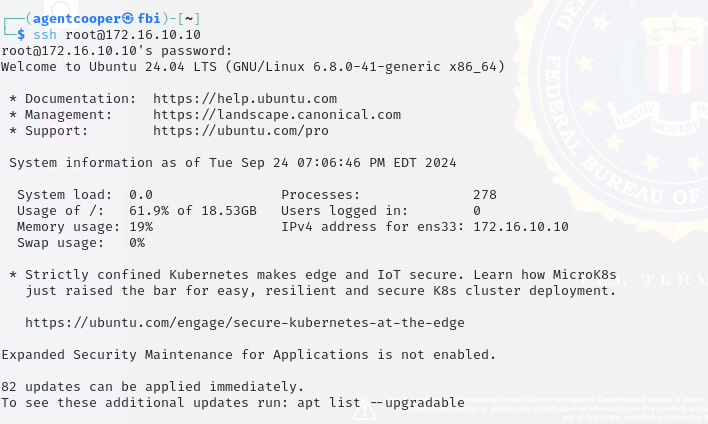 ┌──(agentcooper㉿fbi)-[~]
└─$ ssh root@172.16.10.10
root@172.16.10.10's password:
Welcome to Ubuntu 24.04 LTS (GNU/Linux 6.8.0-41-generic x86_64)
* Documentation: https://help.ubuntu.com
* Management: https://landscape.canonical.com
* Support: https://ubuntu.com/pro
System information as of Tue Sep 24 07:06:46 PM EDT 2024
System load: 0.0 Processes: 278
Usage of /: 61.9% of 18.53GB Users logged in: 0
Memory usage: 19% IPv4 address for ens33: 172.16.10.10
Swap usage: 0%
* Strictly confined Kubernetes makes edge and IoT secure. Learn how MicroK8s
just raised the bar for easy, resilient and secure K8s cluster deployment.
https://ubuntu.com/engage/secure-kubernetes-at-the-edge
Expanded Security Maintenance for Applications is not enabled.
82 updates can be applied immediately.
To see these additional updates run: apt list --upgradable
FEDERAL BUREAU OF
FIDELITY BRAVERY